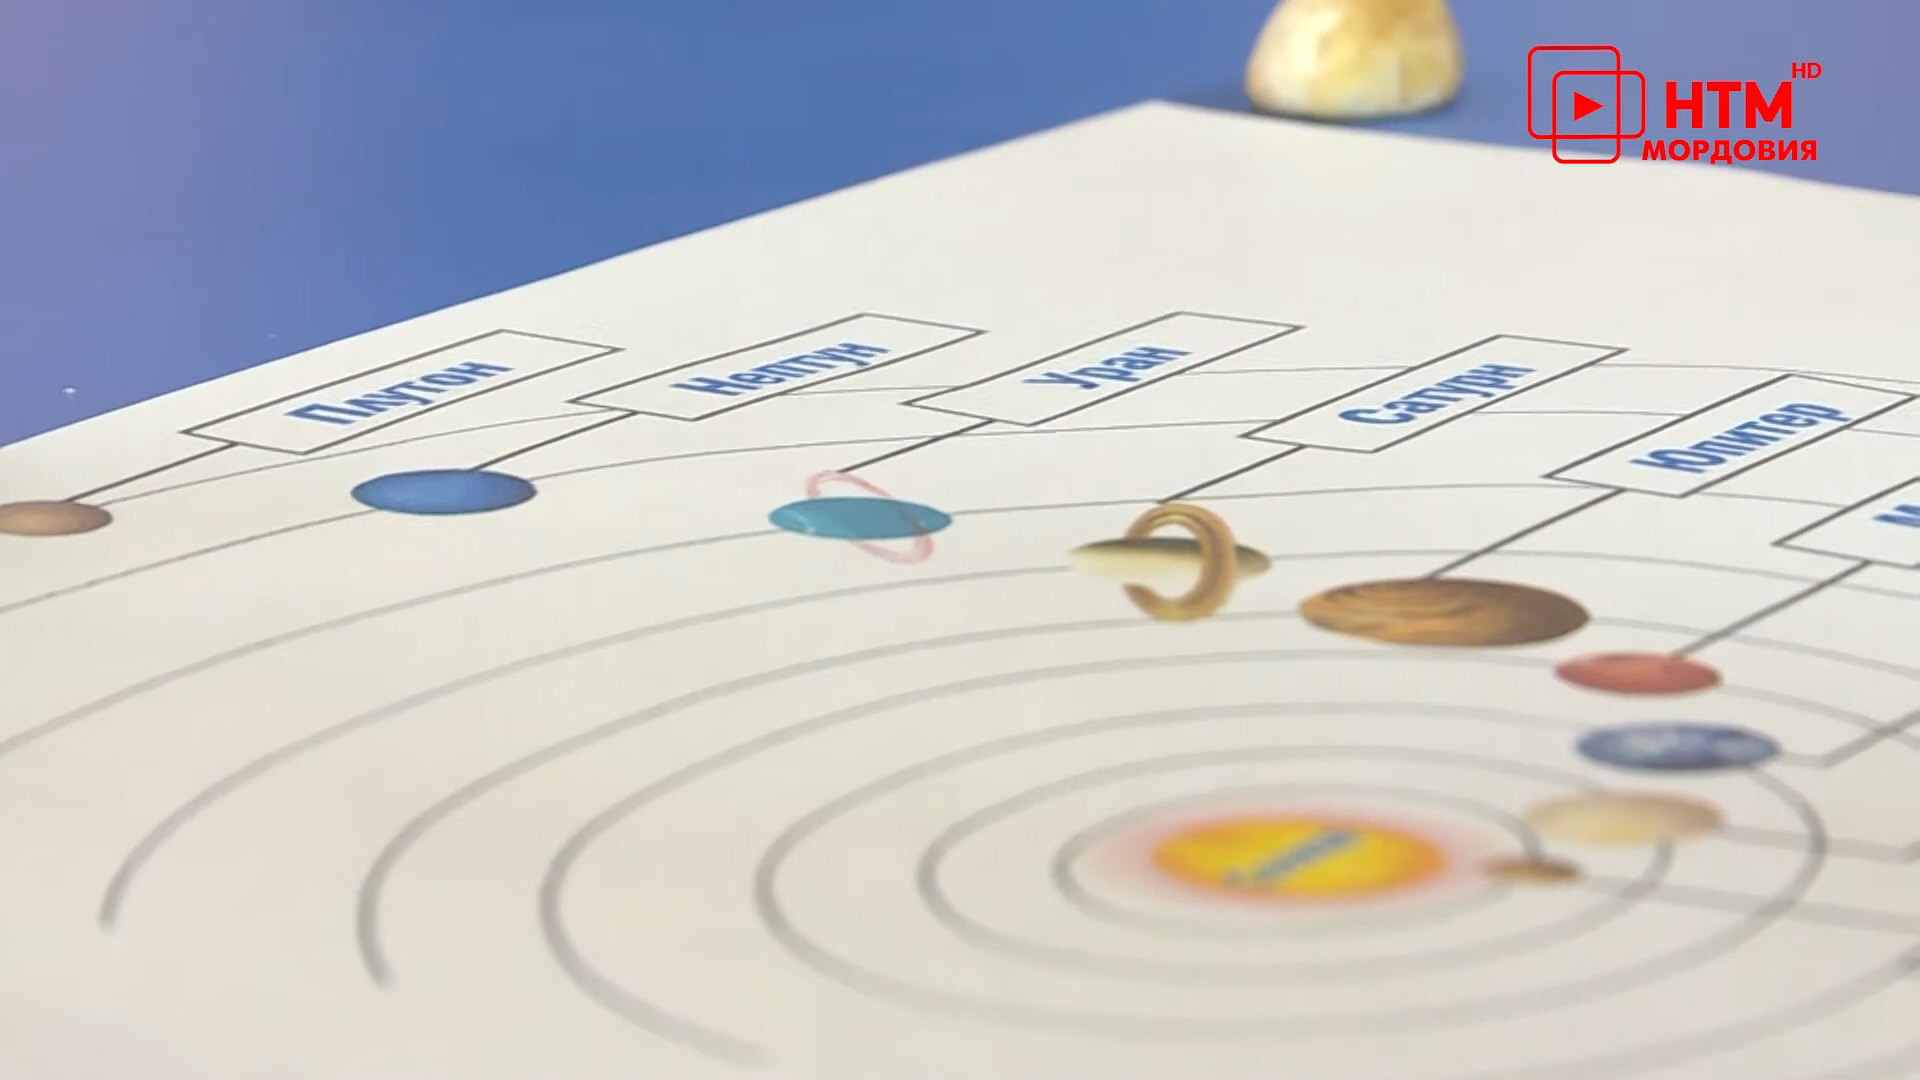 HD
НТМ
МОРДОВИЯ
Плутон
Нептун
Уран
Сатурн
Юпитер